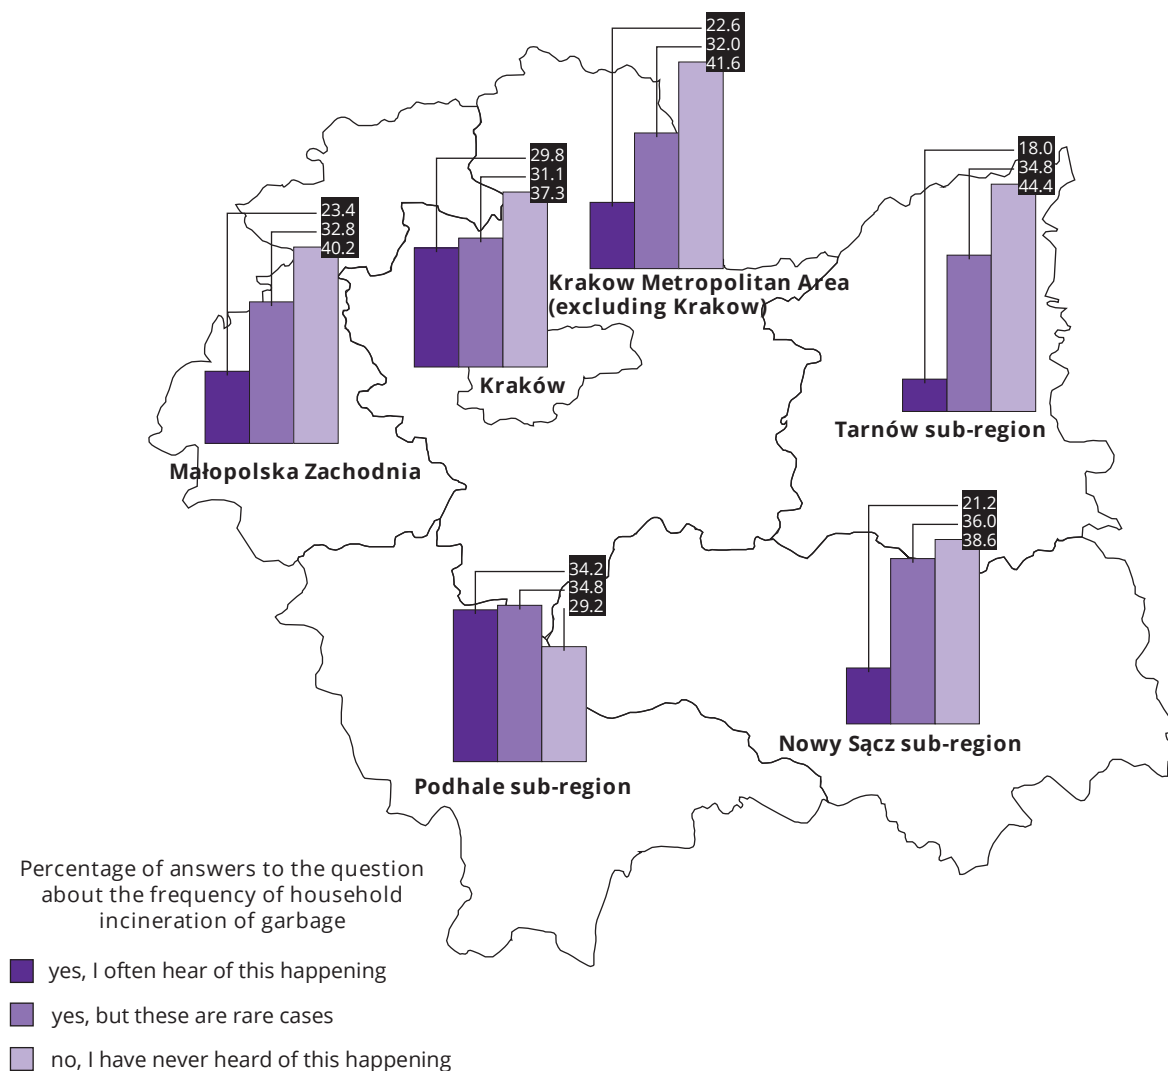 22.6
32.0
41.6
Krakow Metropolitan Area
(excluding Krakow)
29.8
31.1
37.3
Kraków
18.0
34.8
44.4
Tarnów sub-region
23.4
32.8
40.2
Małopolska Zachodnia
21.2
36.0
38.6
Nowy Sącz sub-region
34.2
34.8
29.2
Podhale sub-region
Percentage of answers to the question
about the frequency of household
incineration of garbage
yes, I often hear of this happening
yes, but these are rare cases
no, I have never heard of this happening